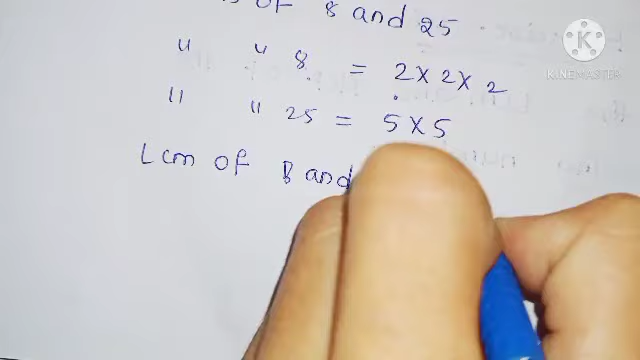 of 8 and 25
" " 8 = 2 x 2 x 2
" " 25 = 5 x 5
Lcm of 8 and
KINEMASTER